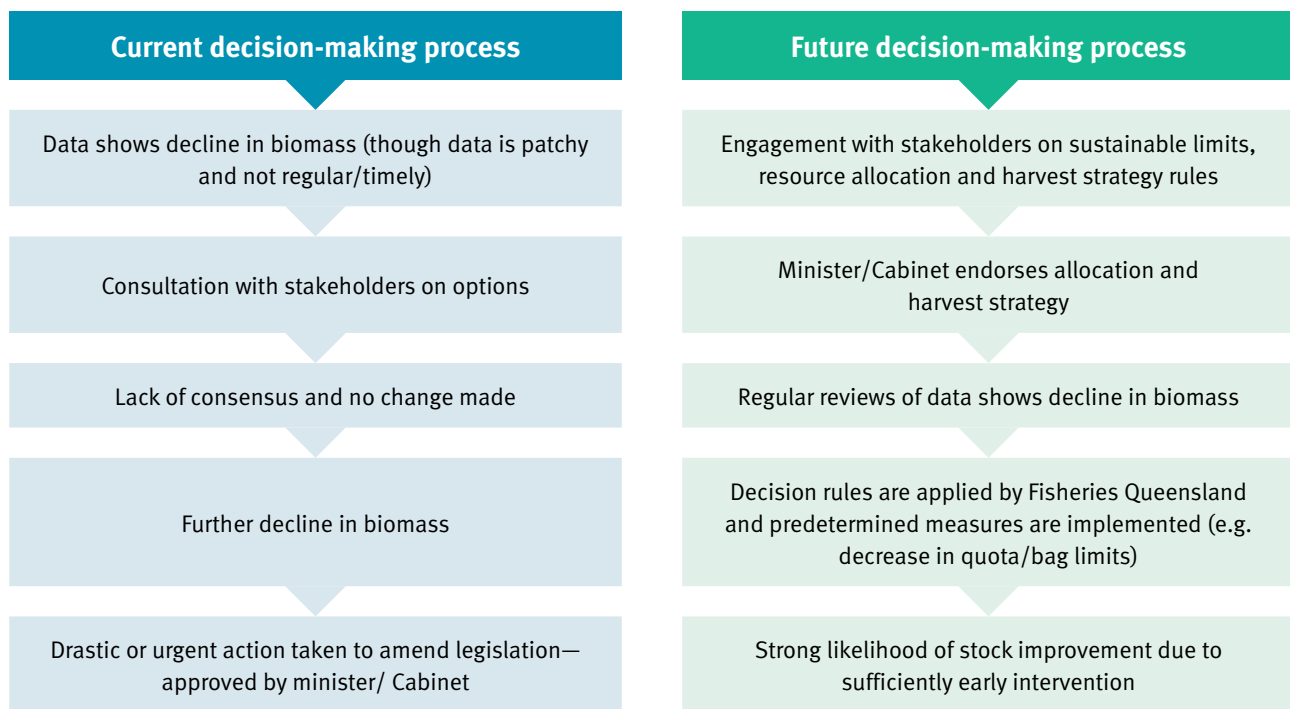 Current decision-making process
Data shows decline in biomass (though data is patchy
and not regular/timely)
Consultation with stakeholders on options
Lack of consensus and no change made
Further decline in biomass
Drastic or urgent action taken to amend legislation—
approved by minister/ Cabinet
Future decision-making process
Engagement with stakeholders on sustainable limits,
resource allocation and harvest strategy rules
Minister/Cabinet endorses allocation and
harvest strategy
Regular reviews of data shows decline in biomass
Decision rules are applied by Fisheries Queensland
and predetermined measures are implemented (e.g.
decrease in quota/bag limits)
Strong likelihood of stock improvement due to
sufficiently early intervention